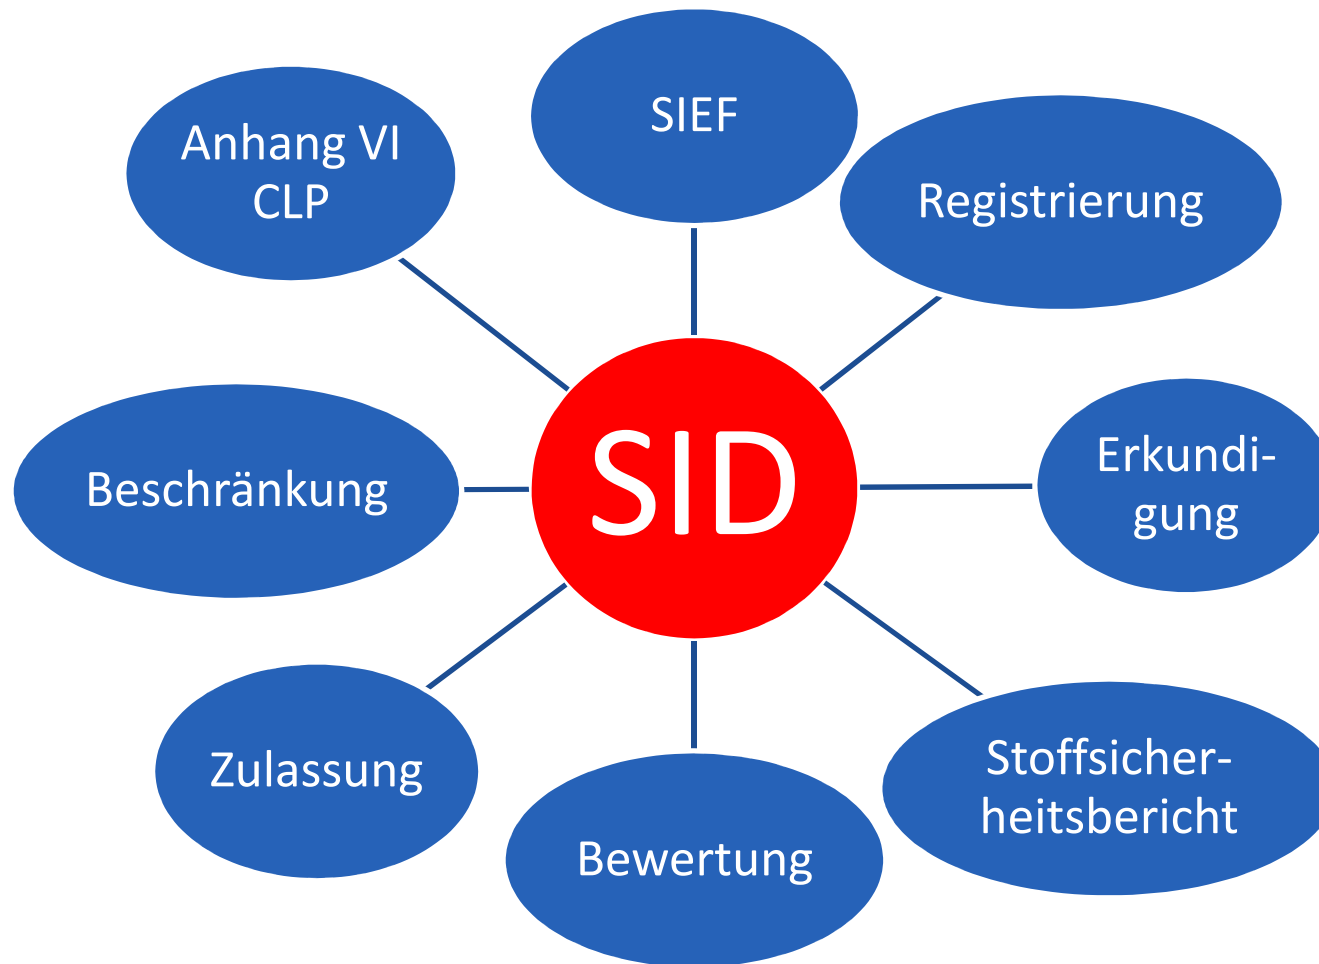 SIEF
Anhang VI
CLP
Registrierung
Beschränkung
SID
Erkundi-
gung
Zulassung
Stoffsicher-
heitsbericht
Bewertung